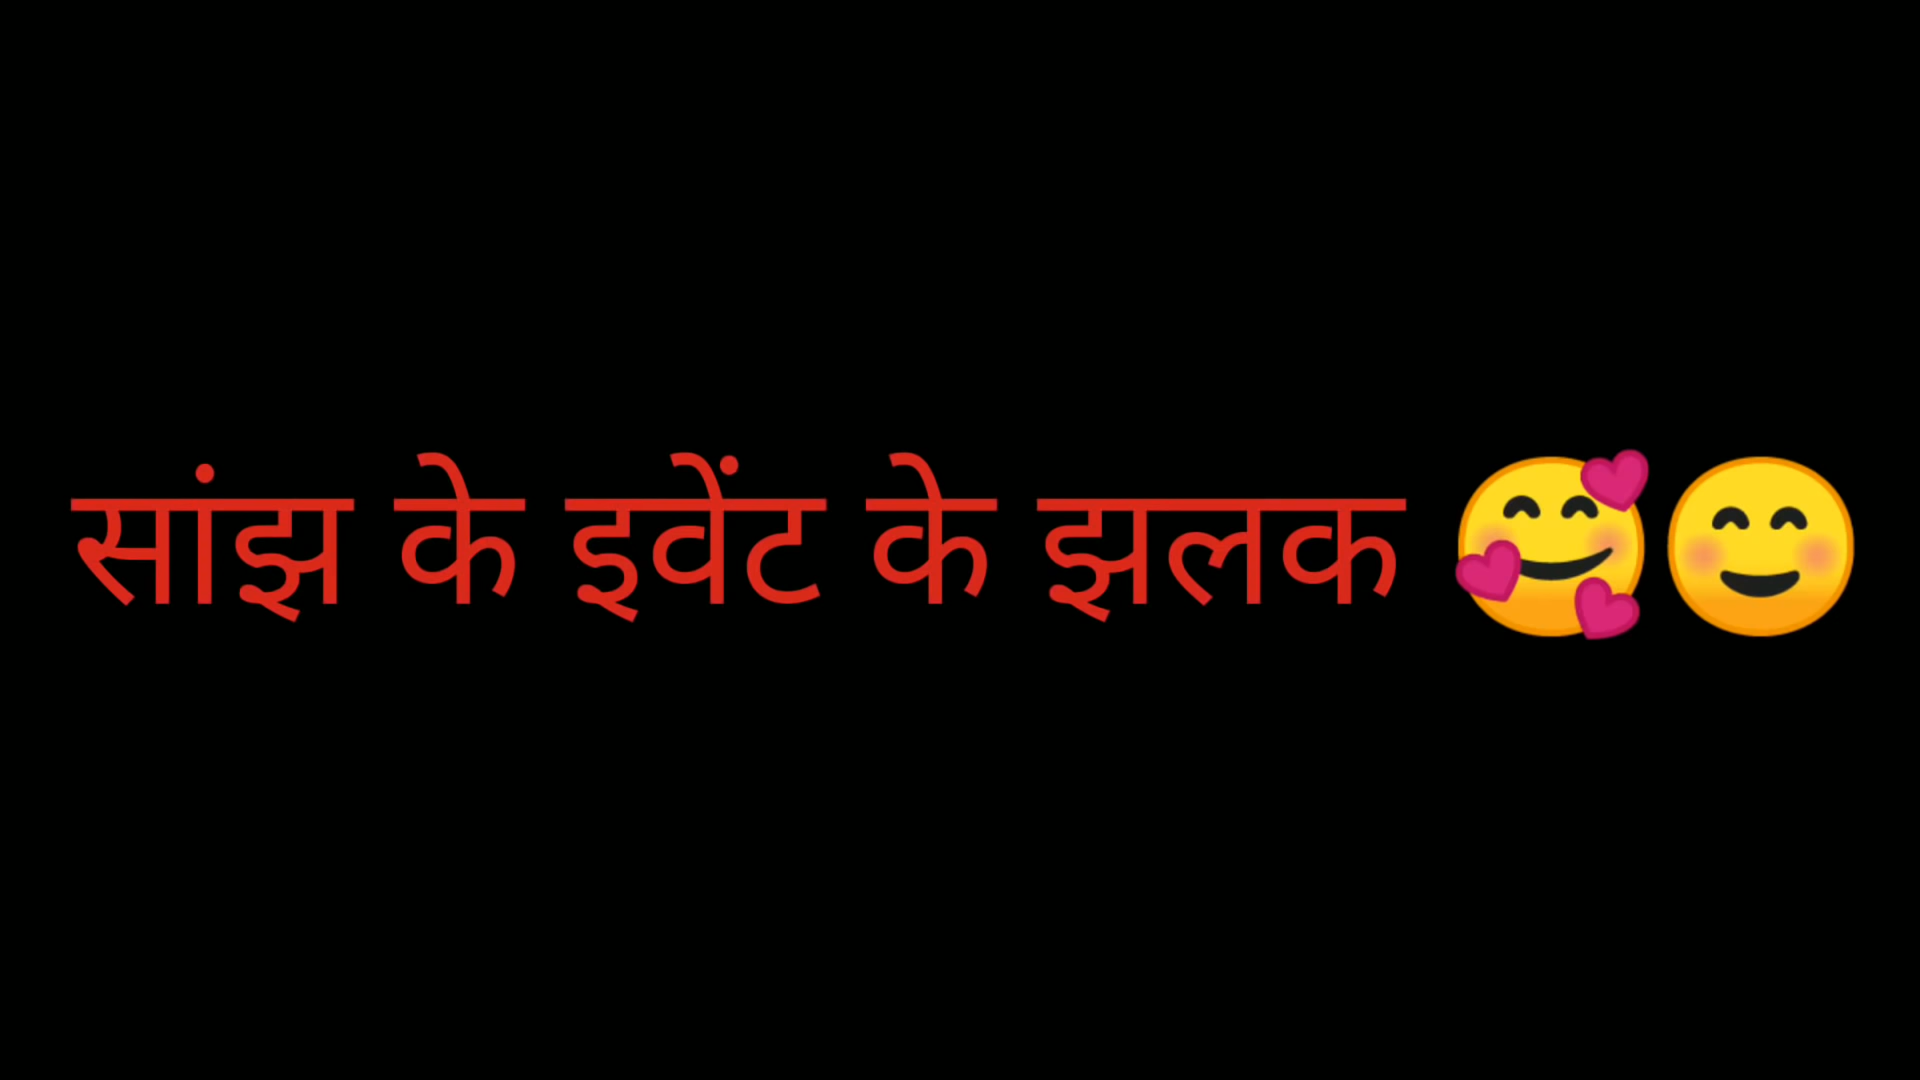 सांझ के इवेंट के झलक 🥰😊